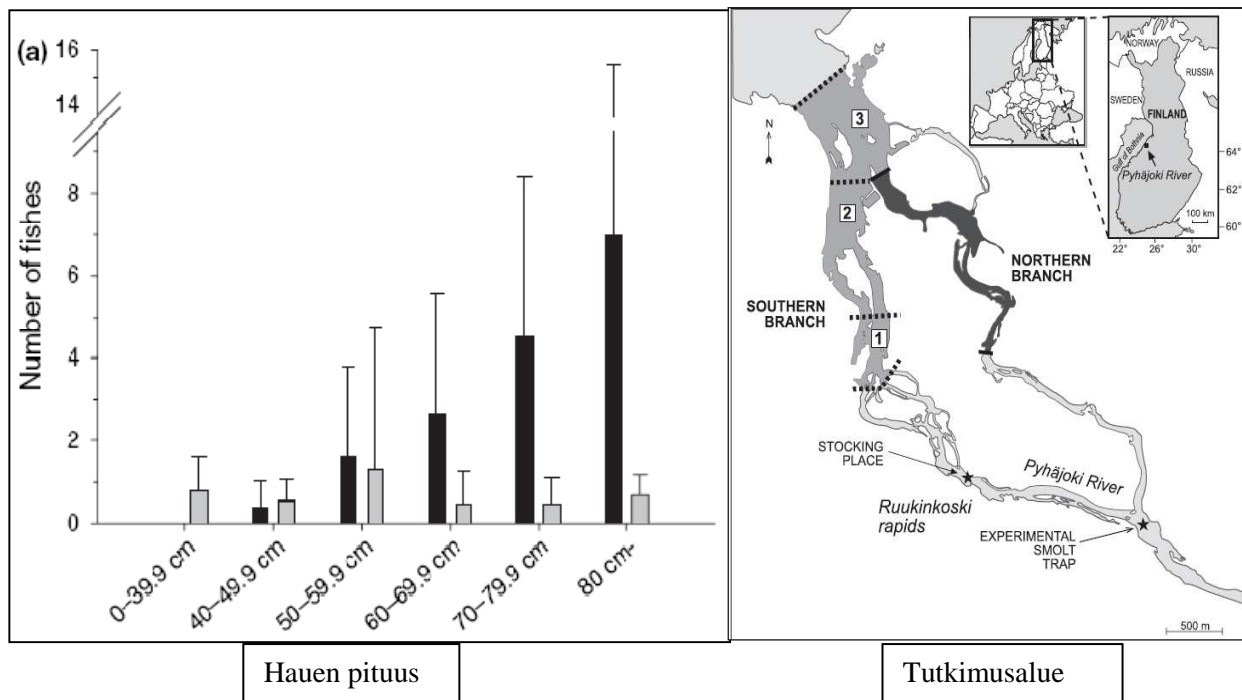 (a)
16
14
8
6
4
2
0
Number of fishes
0–39.9 cm
40–49.9 cm
50–59.9 cm
60–69.9 cm
70–79.9 cm
80 cm-
Hauen pituus
N
3
2
1
SOUTHERN
BRANCH
NORTHERN
BRANCH
STOCKING
PLACE
Ruukinkoski
rapids
Pyhäjoki River
EXPERIMENTAL
SMOLT
TRAP
500 m
NORWAY
RUSSIA
SWEDEN
FINLAND
Gulf of Bothnia
Pyhäjoki River
100 km
64°
62°
60°
22°
26°
30°
Tutkimusalue